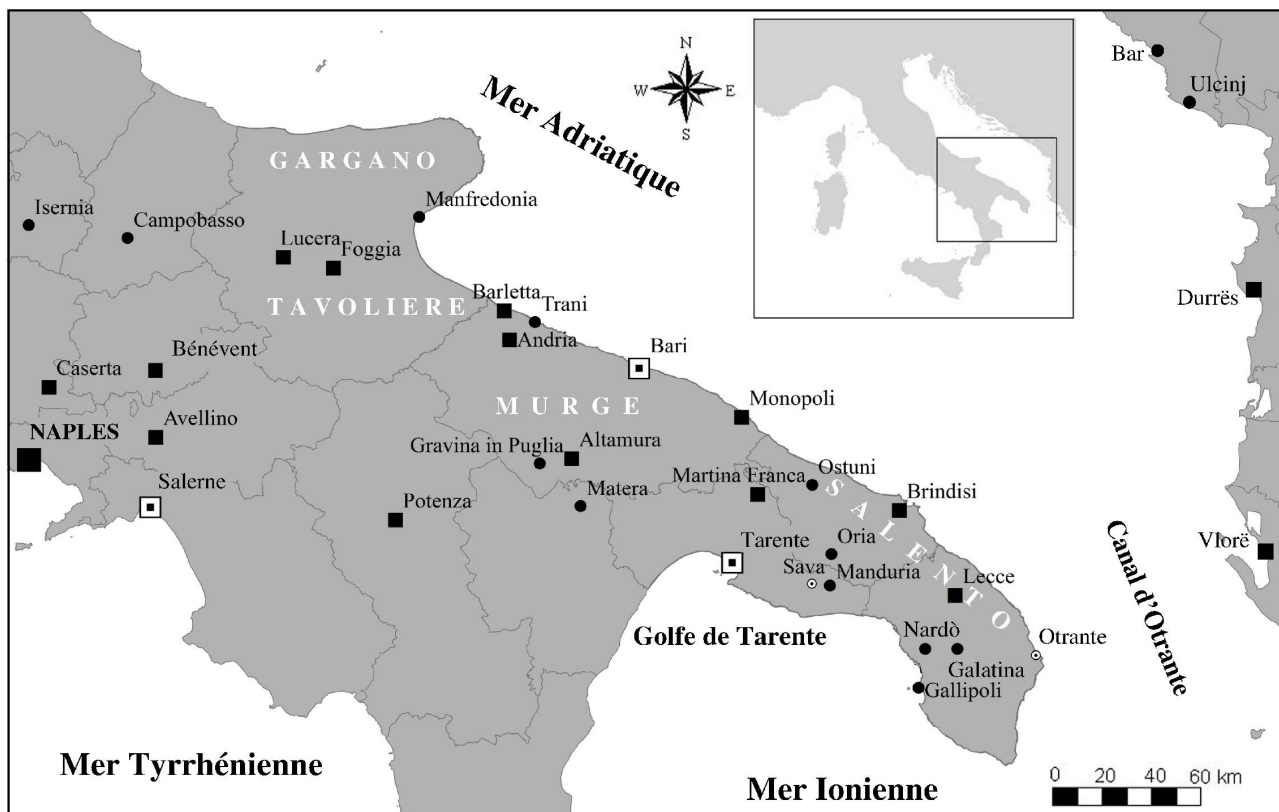 N
W E
S
Bar
Ulcinj
Mer Adriatique
GARGANO
Isernia
Campobasso
Manfredonia
Lucera
Foggia
TAVOLIERE
Barletta
Trani
Andria
Durrës
Bénévent
Caserta
Bari
MURGE
Monopoli
Avellino
NAPLES
Gravina in Puglia
Altamura
Salerne
Potenza
Matera
Martina Franca
Ostuni
SALENTO
Brindisi
Tarente
Oria
Sava
Manduria
Lecce
Vlorë
Canal d'Otrante
Golfe de Tarente
Nardò
Galatina
Otrante
Gallipoli
Mer Tyrrhénienne
Mer Ionienne
0 20 40 60 km